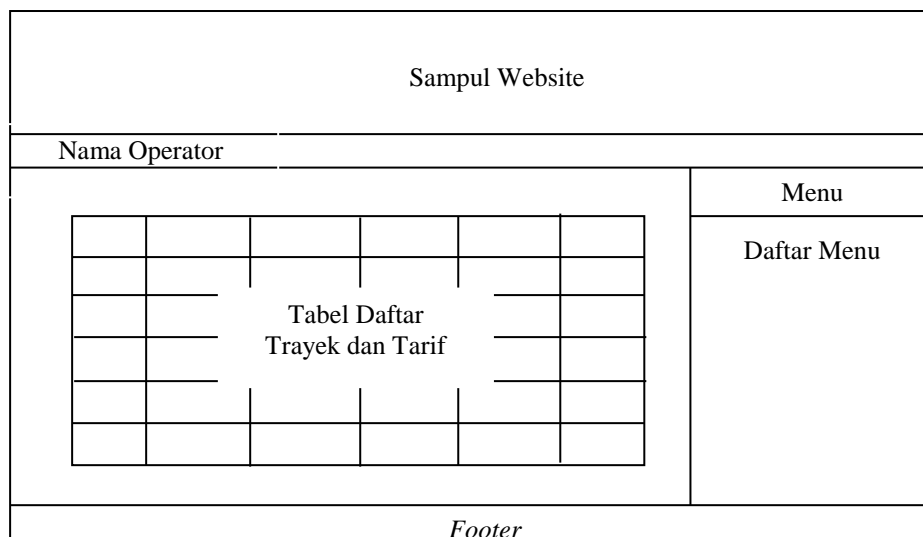 Sampul Website
Nama Operator
Menu
Daftar Menu
Tabel Daftar
Trayek dan Tarif
Footer